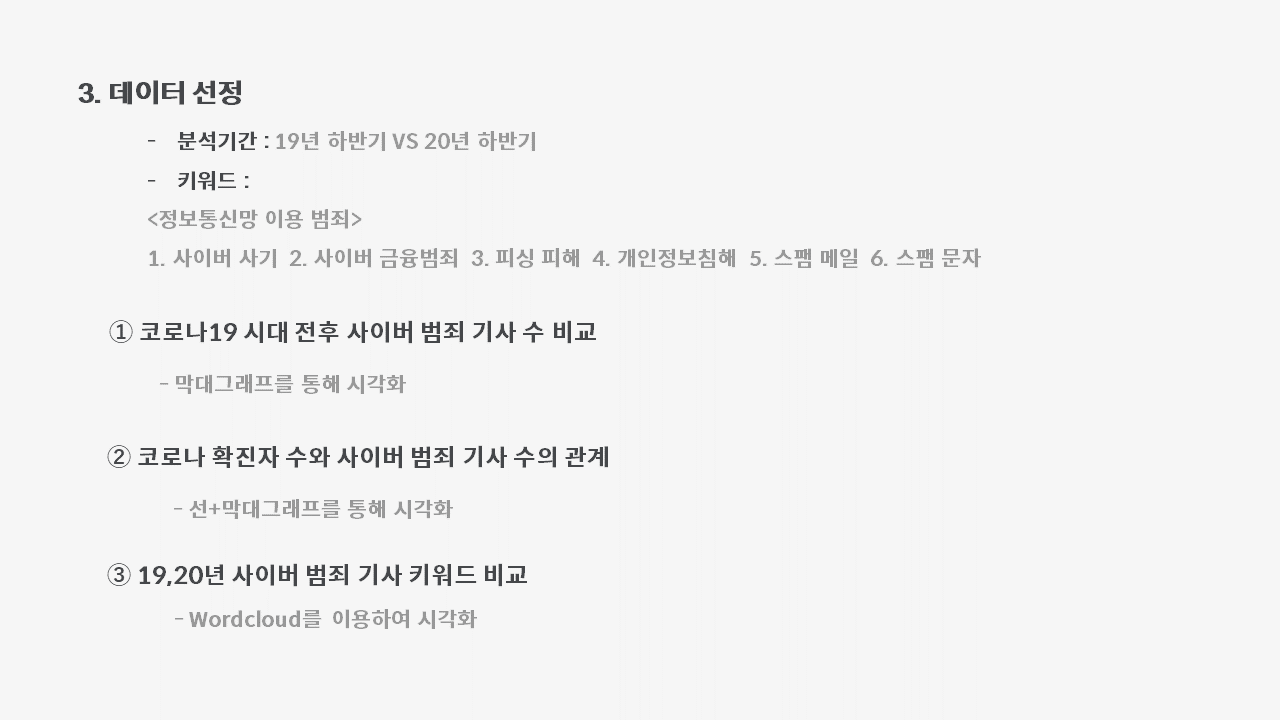 3. 데이터 선정
- 분석기간 : 19년 하반기 VS 20년 하반기
- 키워드 :
<정보통신망 이용 범죄>
1. 사이버 사기 2. 사이버 금융범죄 3. 피싱 피해 4. 개인정보침해 5. 스팸 메일 6. 스팸 문자
① 코로나19 시대 전후 사이버 범죄 기사 수 비교
- 막대그래프를 통해 시각화
② 코로나 확진자 수와 사이버 범죄 기사 수의 관계
- 선+막대그래프를 통해 시각화
③ 19,20년 사이버 범죄 기사 키워드 비교
- Wordcloud를 이용하여 시각화